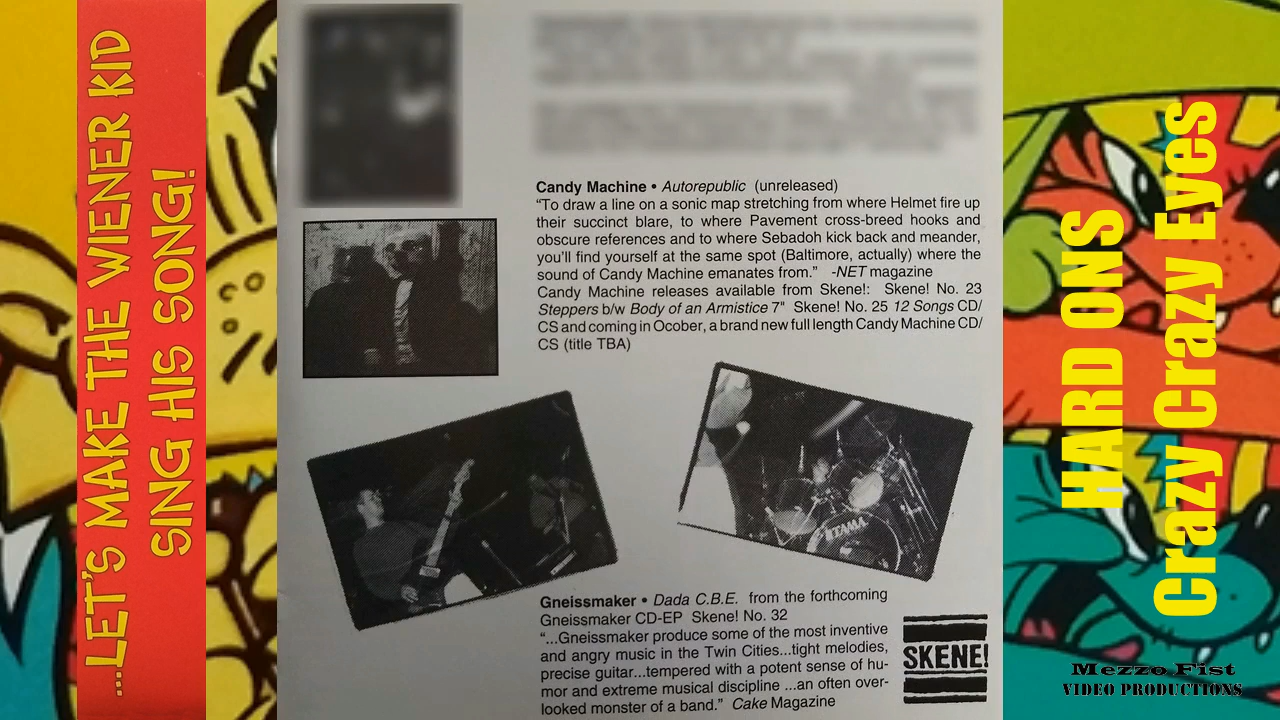 ...LET'S MAKE THE WIENER KID
SING HIS SONG!
Candy Machine • Autorepublic (unreleased)
“To draw a line on a sonic map stretching from where Helmet fire up
their succinct blare, to where Pavement cross-breed hooks and
obscure references and to where Sebadoh kick back and meander,
you'll find yourself at the same spot (Baltimore, actually) where the
sound of Candy Machine emanates from.” -NET magazine
Candy Machine releases available from Skene!: Skene! No. 23
Steppers b/w Body of an Armistice 7" Skene! No. 25 12 Songs CD/
CS and coming in Ocober, a brand new full length Candy Machine CD/
CS (title TBA)
TAMA
Gneissmaker • Dada C.B.E. from the forthcoming
Gneissmaker CD-EP Skene! No. 32
“...Gneissmaker produce some of the most inventive
and angry music in the Twin Cities...tight melodies,
precise guitar...tempered with a potent sense of hu-
mor and extreme musical discipline ...an often over-
looked monster of a band.” Cake Magazine
SKENE!
HARD ONS
Crazy Crazy Eyes
Mezzo Fist
VIDEO PRODUCTIONS